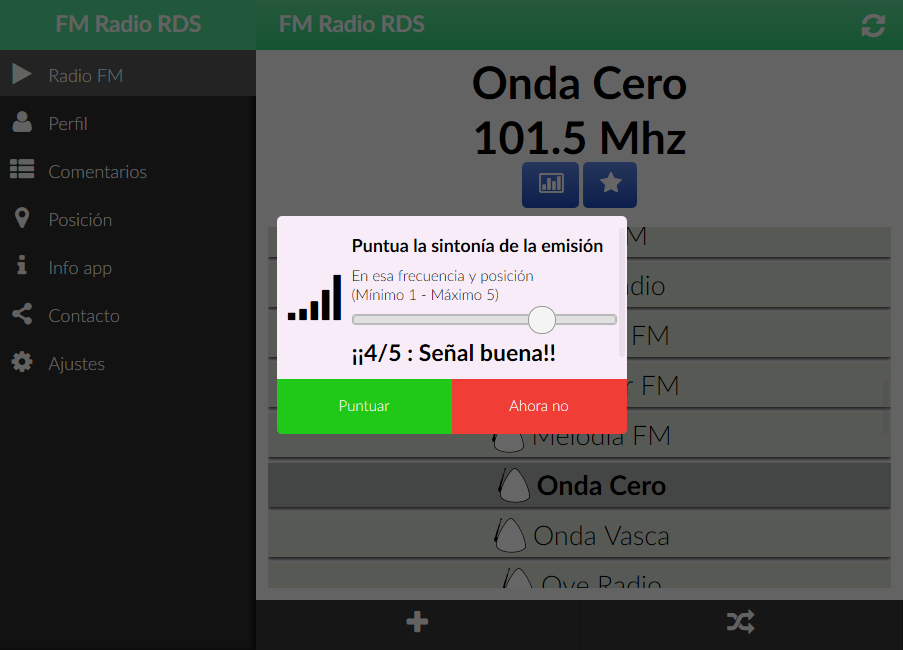 FM Radio RDS
Radio FM
Perfil
Comentarios
Posición
Info app
Contacto
Ajustes
FM Radio RDS
Onda Cero
101.5 Mhz
Puntua la sintonía de la emisión
En esa frecuencia y posición
(Mínimo 1 - Máximo 5)
¡¡4/5 : Señal buena!!
Puntuar
Ahora no
FM
FM
Melodia FM
Onda Cero
Onda Vasca
Oye Radio